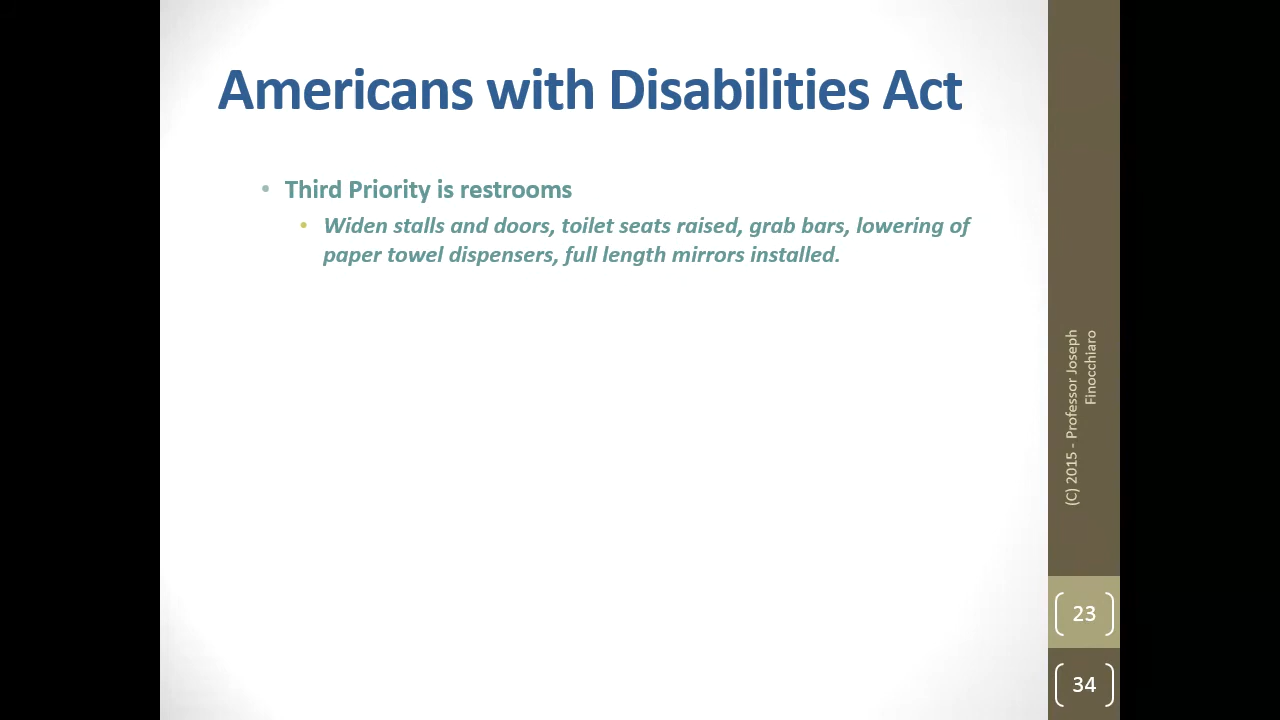 Americans with Disabilities Act
• Third Priority is restrooms
• Widen stalls and doors, toilet seats raised, grab bars, lowering of
paper towel dispensers, full length mirrors installed.
(C) 2015 - Professor Joseph
Finocchiaro
23
34